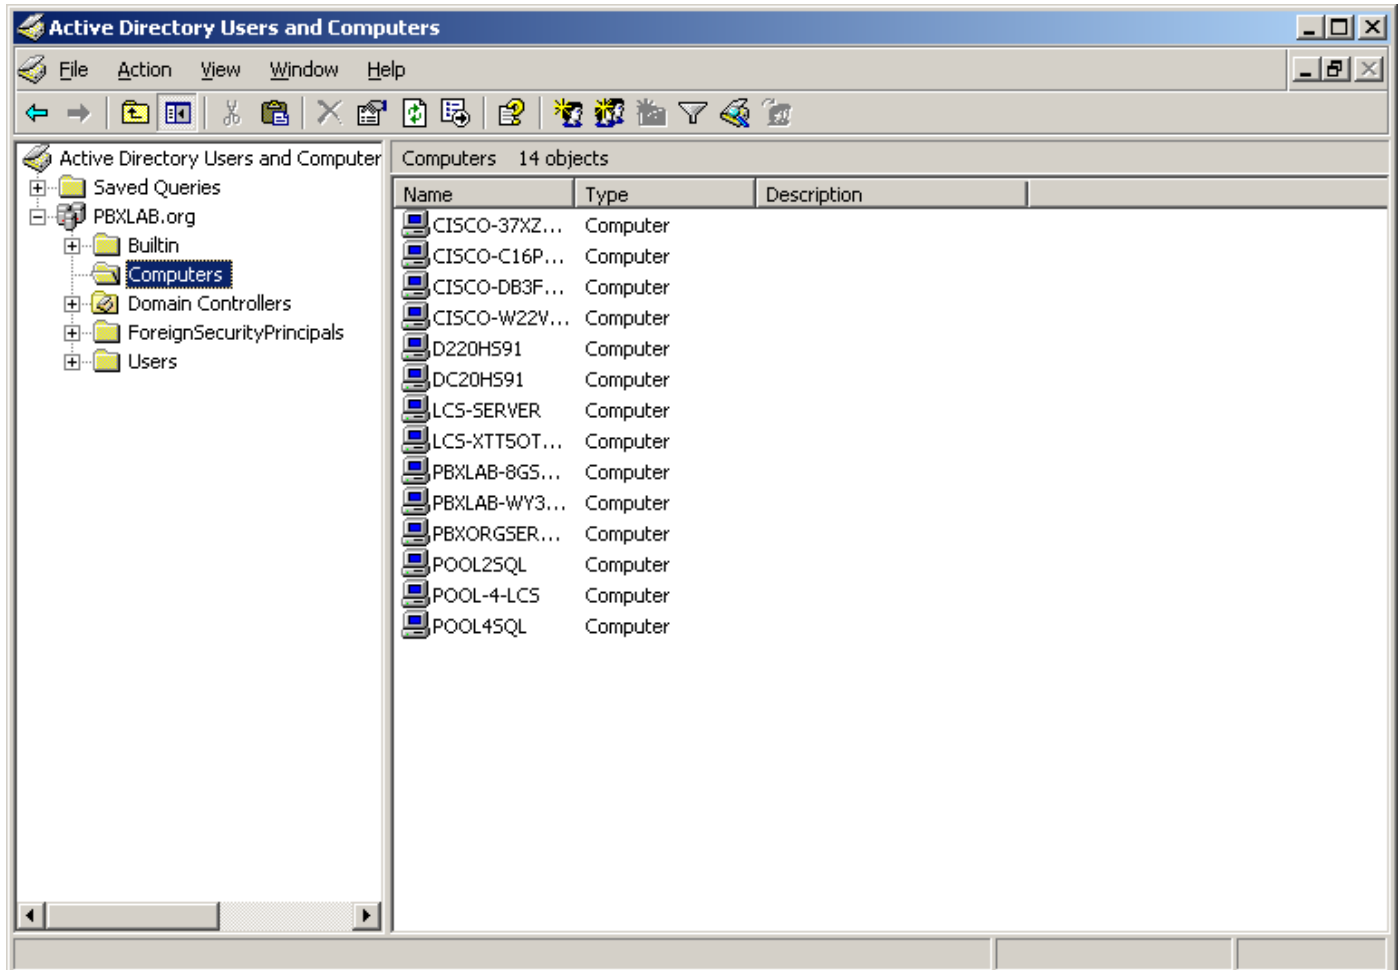 Active Directory Users and Computers
File Action View Window Help
Active Directory Users and Computer
Saved Queries
PBXLAB.org
Builtin
Computers
Domain Controllers
ForeignSecurityPrincipals
Users
Computers 14 objects
Name Type Description
CISCO-37XZ... Computer
CISCO-C16P... Computer
CISCO-DB3F... Computer
CISCO-W22V... Computer
D220HS91 Computer
DC20HS91 Computer
LCS-SERVER Computer
LCS-XTT5OT... Computer
PBXLAB-8GS... Computer
PBXLAB-WY3... Computer
PBXORGSER... Computer
POOL2SQL Computer
POOL-4-LCS Computer
POOL4SQL Computer